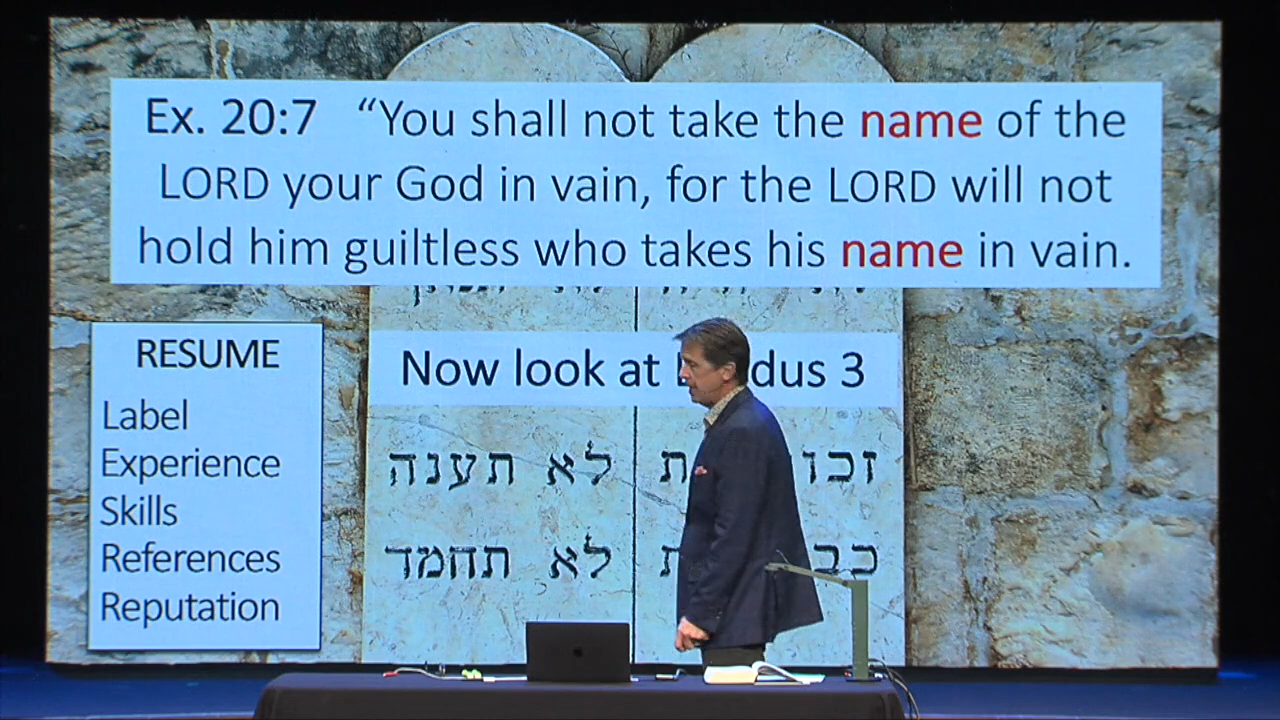 Ex. 20:7 “You shall not take the name of the
LORD your God in vain, for the LORD will not
hold him guiltless who takes his name in vain.
RESUME
Label
Experience
Skills
References
Reputation
Now look at dus 3
לא תענה
לא תחמד